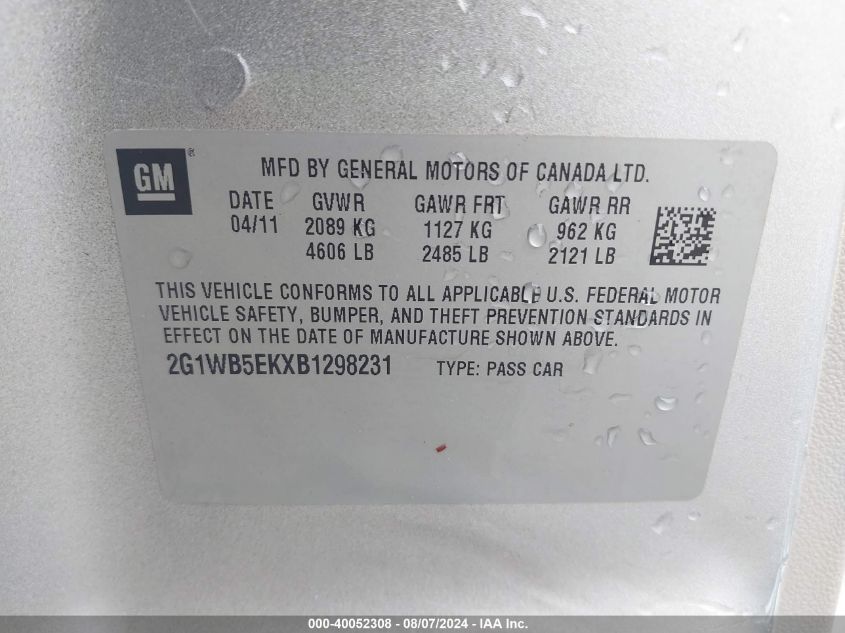 GM
MFD BY GENERAL MOTORS OF CANADA LTD.
DATE GVWR GAWR FRT GAWR RR
04/11 2089 KG 1127 KG 962 KG
4606 LB 2485 LB 2121 LB
THIS VEHICLE CONFORMS TO ALL APPLICABLE U.S. FEDERAL MOTOR
VEHICLE SAFETY, BUMPER, AND THEFT PREVENTION STANDARDS IN
EFFECT ON THE DATE OF MANUFACTURE SHOWN ABOVE.
2G1WB5EKXB1298231 TYPE: PASS CAR
000-40052308 - 08/07/2024 - IAA Inc.